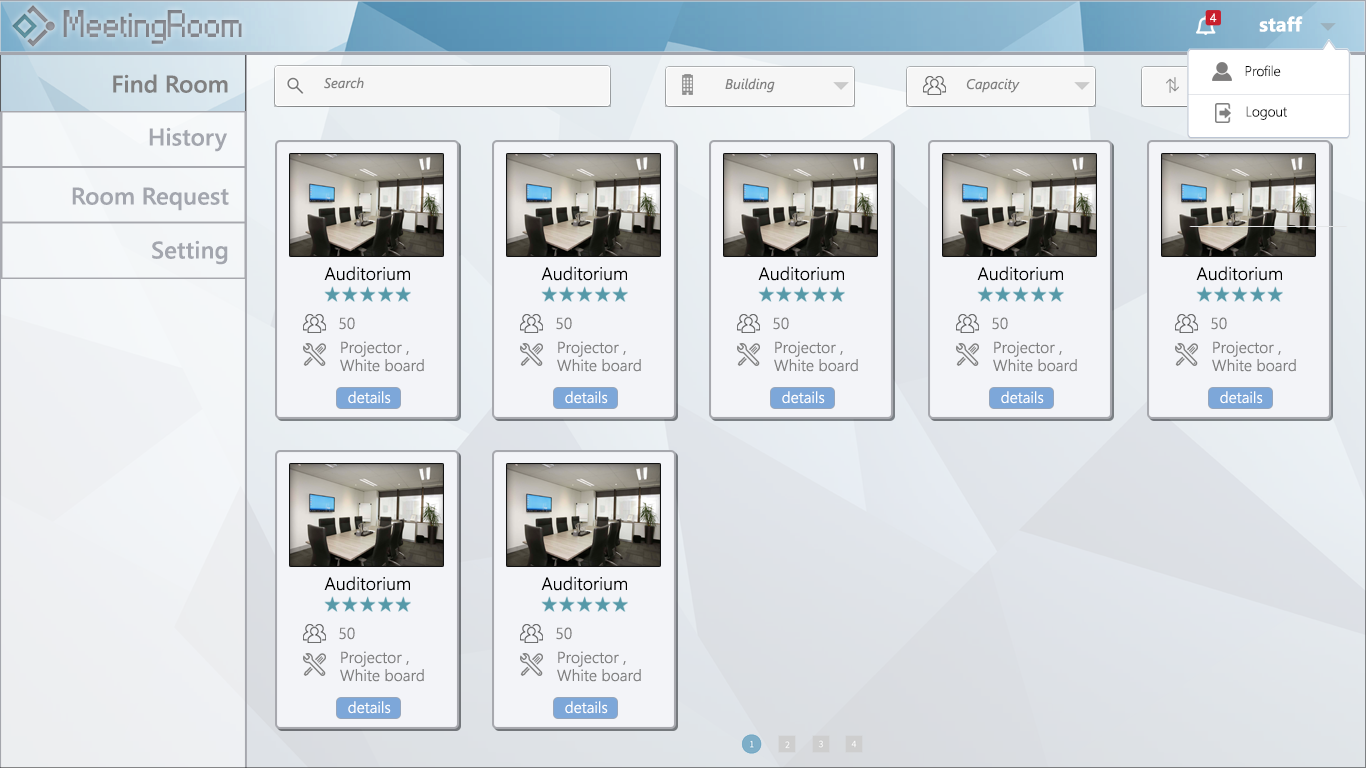 MeetingRoom
4
staff
Profile
Logout
Find Room
History
Room Request
Setting
Search
Building
Capacity
Auditorium
50
Projector ,
White board
details
Auditorium
50
Projector ,
White board
details
Auditorium
50
Projector ,
White board
details
Auditorium
50
Projector ,
White board
details
Auditorium
50
Projector ,
White board
details
Auditorium
50
Projector ,
White board
details
Auditorium
50
Projector ,
White board
details
1 2 3 4